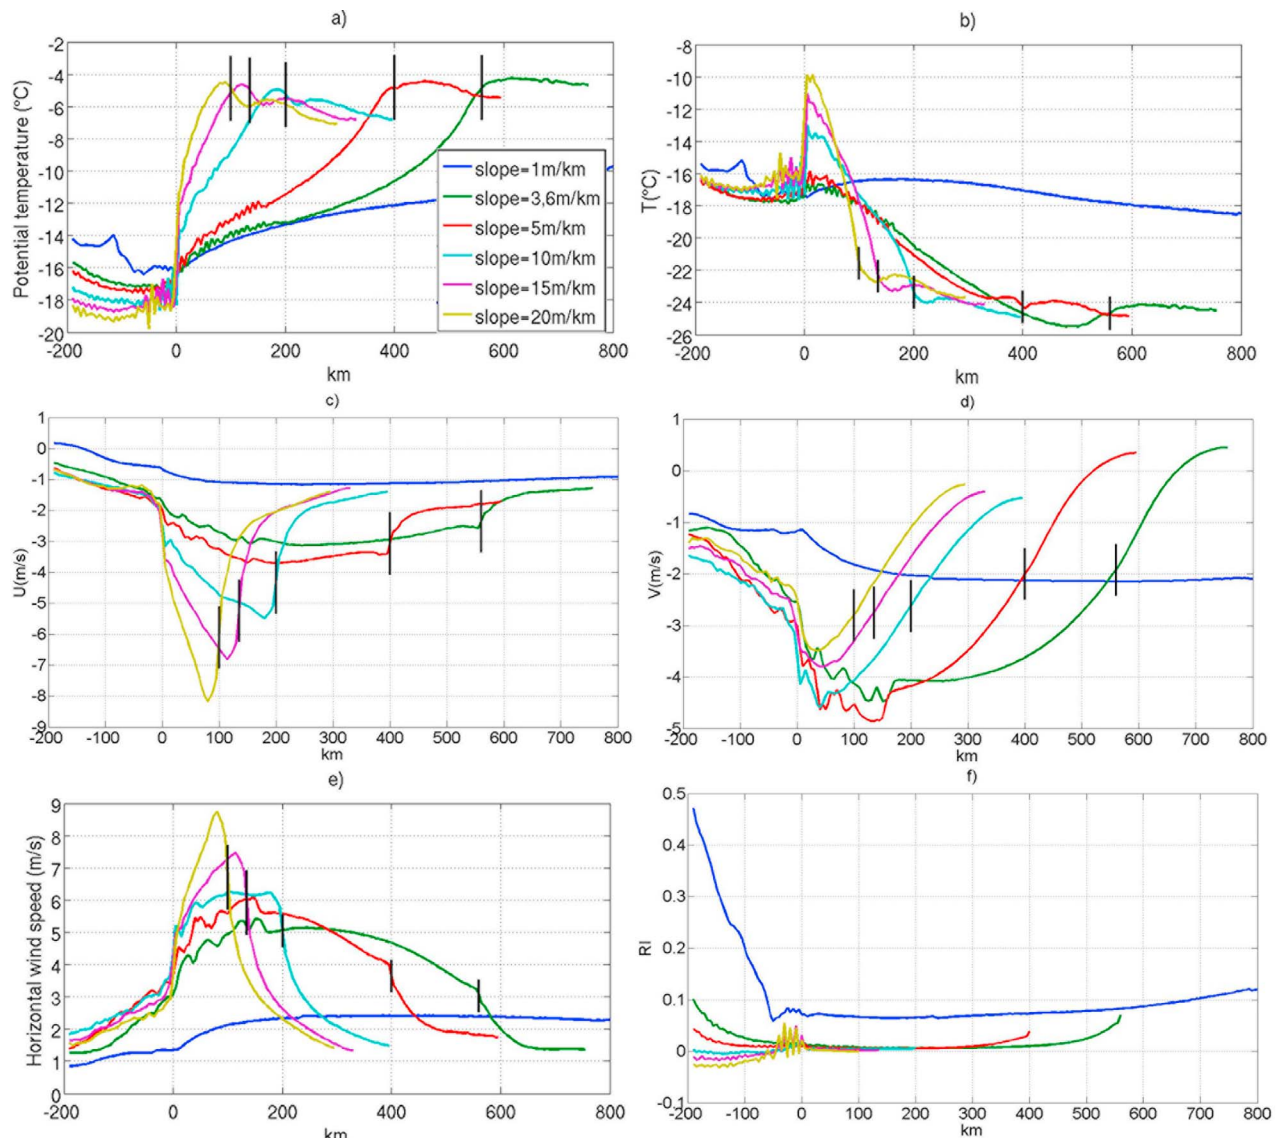 a)
Potential temperature (°C)
-2
-4
-6
-8
-10
-12
-14
-16
-18
-20
slope=1m/km
slope=3,6m/km
slope=5m/km
slope=10m/km
slope=15m/km
slope=20m/km
-200 0 200 400 600 800
km
b)
T(°C)
-8
-10
-12
-14
-16
-18
-20
-22
-24
-26
-200 0 200 400 600 800
km
c)
U(m/s)
1
0
-1
-2
-3
-4
-5
-6
-7
-8
-9
-200 -100 0 100 200 300 400 500 600 700 800
km
d)
V(m/s)
1
0
-1
-2
-3
-4
-5
-200 -100 0 100 200 300 400 500 600 700 800
km
e)
Horizontal wind speed (m/s)
9
8
7
6
5
4
3
2
1
0
-200 0 200 400 600 800
km
f)
RI
0.5
0.4
0.3
0.2
0.1
0
-0.1
-200 -100 0 100 200 300 400 500 600 700 800
km